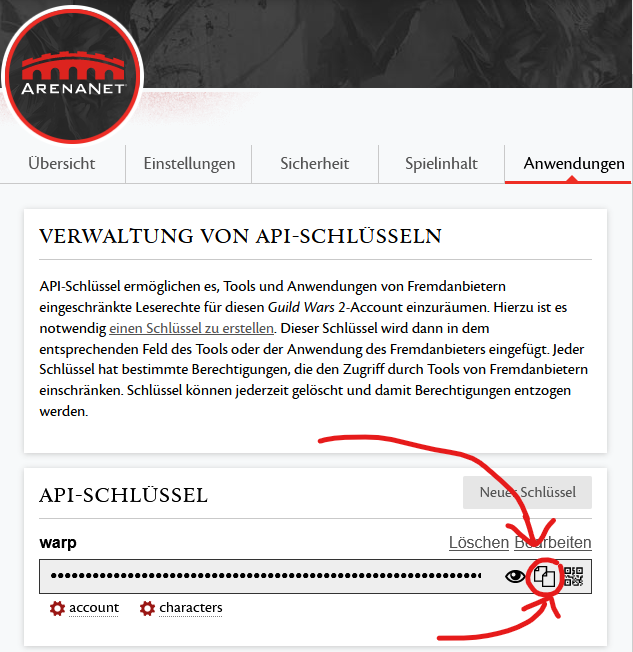 ARENANET
Übersicht
Einstellungen
Sicherheit
Spielinhalt
Anwendungen
VERWALTUNG VON API-SCHLÜSSELN
API-Schlüssel ermöglichen es, Tools und Anwendungen von Fremdanbietern
eingeschränkte Leserechte für diesen Guild Wars 2-Account einzuräumen. Hierzu ist es
notwendig einen Schlüssel zu erstellen. Dieser Schlüssel wird dann in dem
entsprechenden Feld des Tools oder der Anwendung des Fremdanbieters eingefügt. Jeder
Schlüssel hat bestimmte Berechtigungen, die den Zugriff durch Tools von Fremdanbietern
einschränken. Schlüssel können jederzeit gelöscht und damit Berechtigungen entzogen
werden.
API-SCHLÜSSEL
Neuer Schlüssel
warp
Löschen Bearbeiten
account
characters